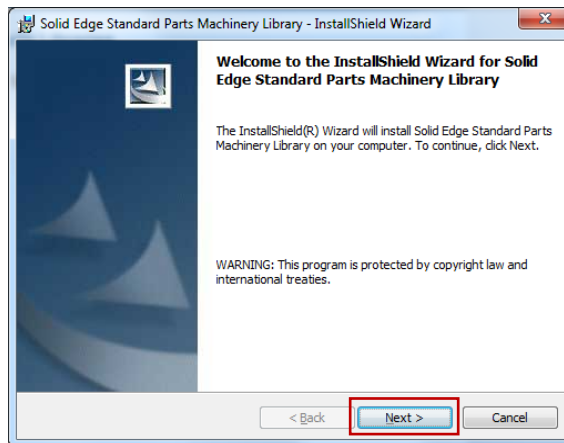 Solid Edge Standard Parts Machinery Library - InstallShield Wizard
Welcome to the InstallShield Wizard for Solid
Edge Standard Parts Machinery Library
The InstallShield(R) Wizard will install Solid Edge Standard Parts
Machinery Library on your computer. To continue, click Next.
WARNING: This program is protected by copyright law and
international treaties.
< Back Next > Cancel